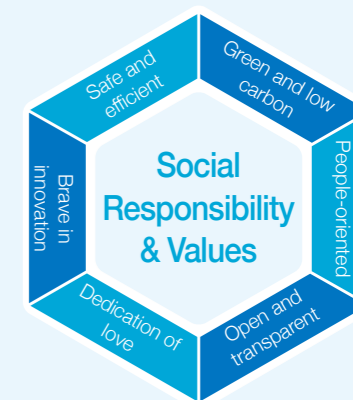 Safe and
efficient
Green and low
carbon
People-oriented
Open and
transparent
Dedication of
love
Brave in
innovation
Social
Responsibility
& Values